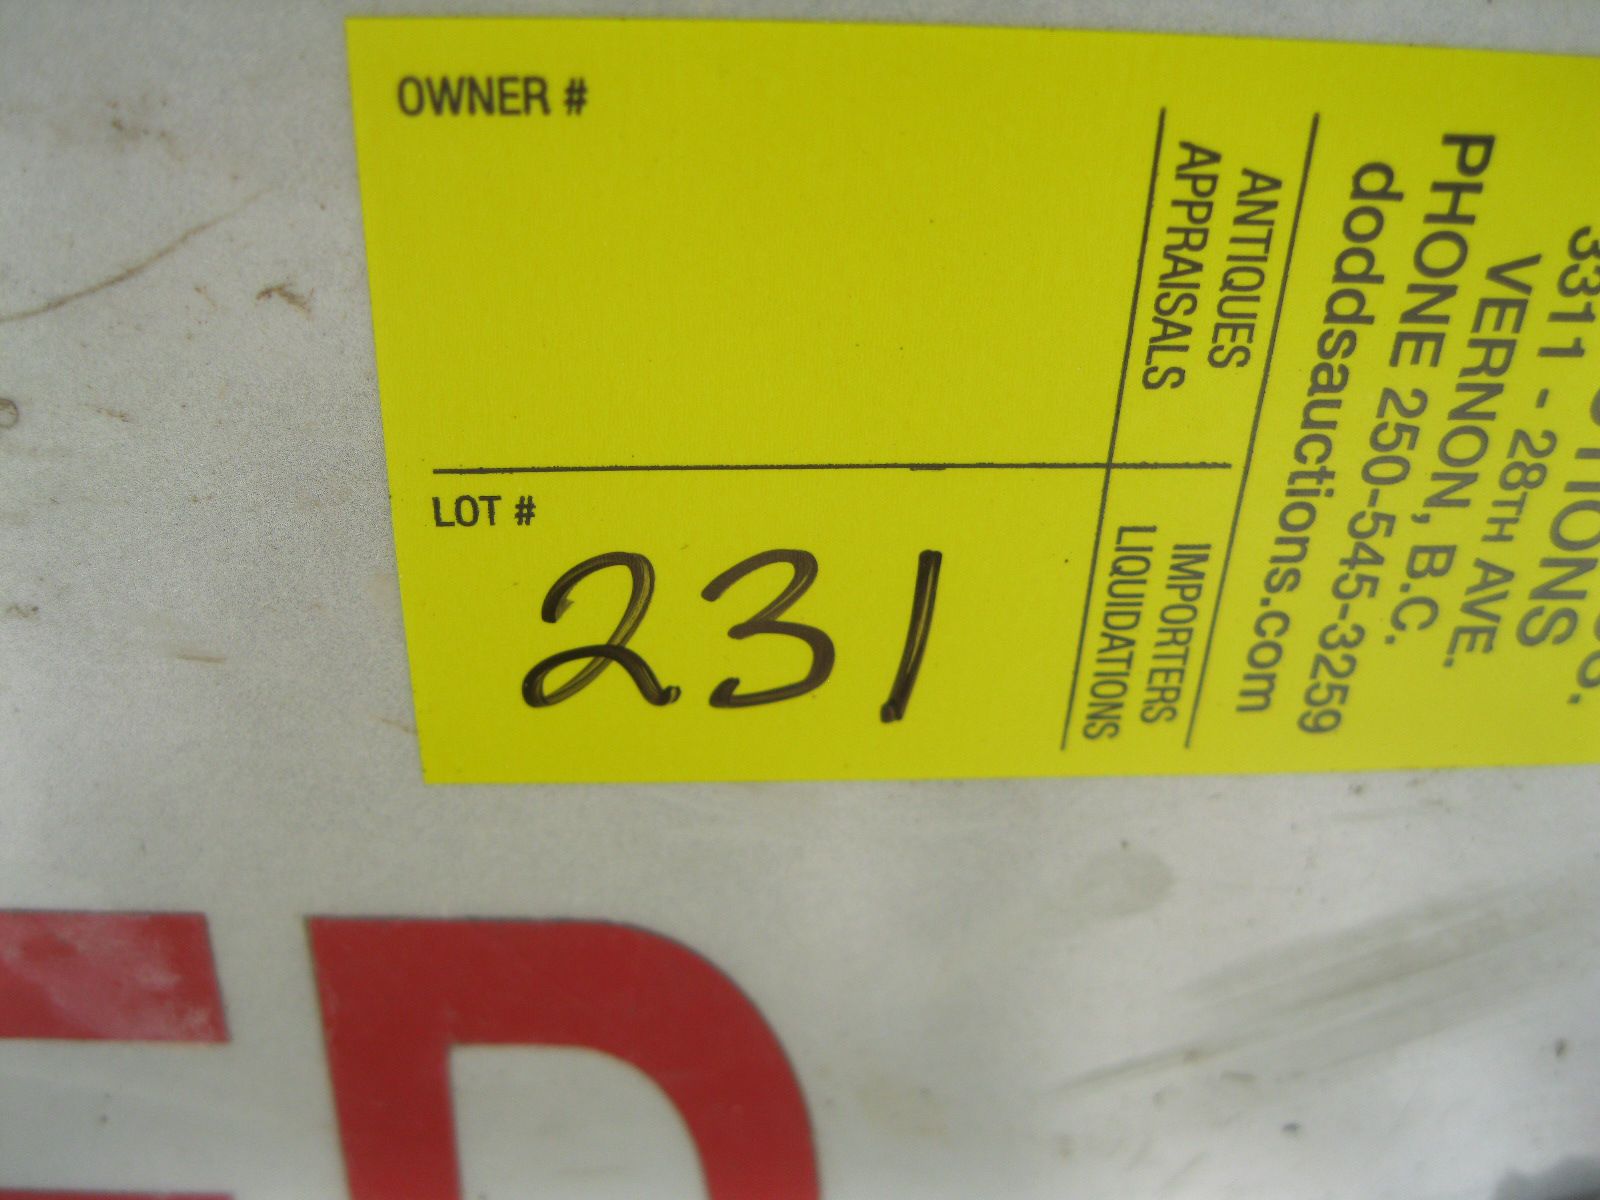 OWNER #
LOT #
231
3311 - 28TH AVE.
VERNON, B.C.
PHONE 250-545-3259
doddsauctions.com
ANTIQUES
APPRAISALS
IMPORTERS
LIQUIDATIONS